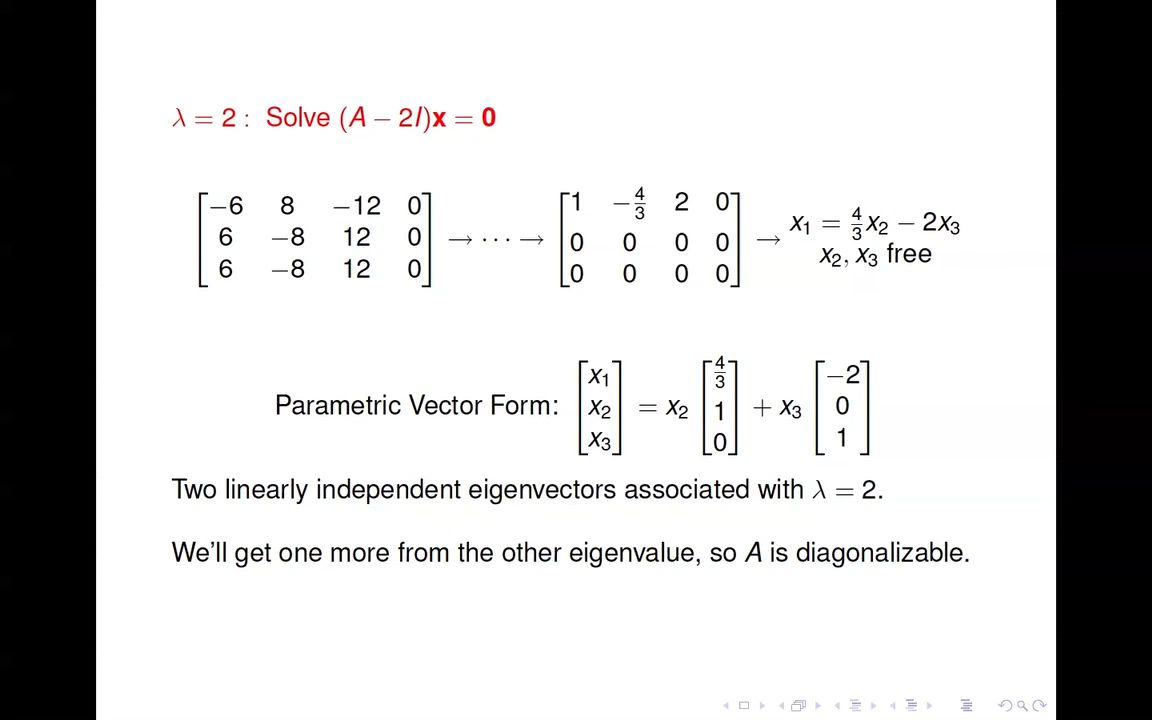 λ = 2 : Solve (A − 2I)x = 0
[−6 8 −12 0; 6 −8 12 0; 6 −8 12 0] → ··· → [1 −4/3 2 0; 0 0 0 0; 0 0 0 0] → x₁ = 4/3 x₂ − 2x₃
x₂, x₃ free
Parametric Vector Form: [x₁; x₂; x₃] = x₂ [4/3; 1; 0] + x₃ [−2; 0; 1]
Two linearly independent eigenvectors associated with λ = 2.
We'll get one more from the other eigenvalue, so A is diagonalizable.